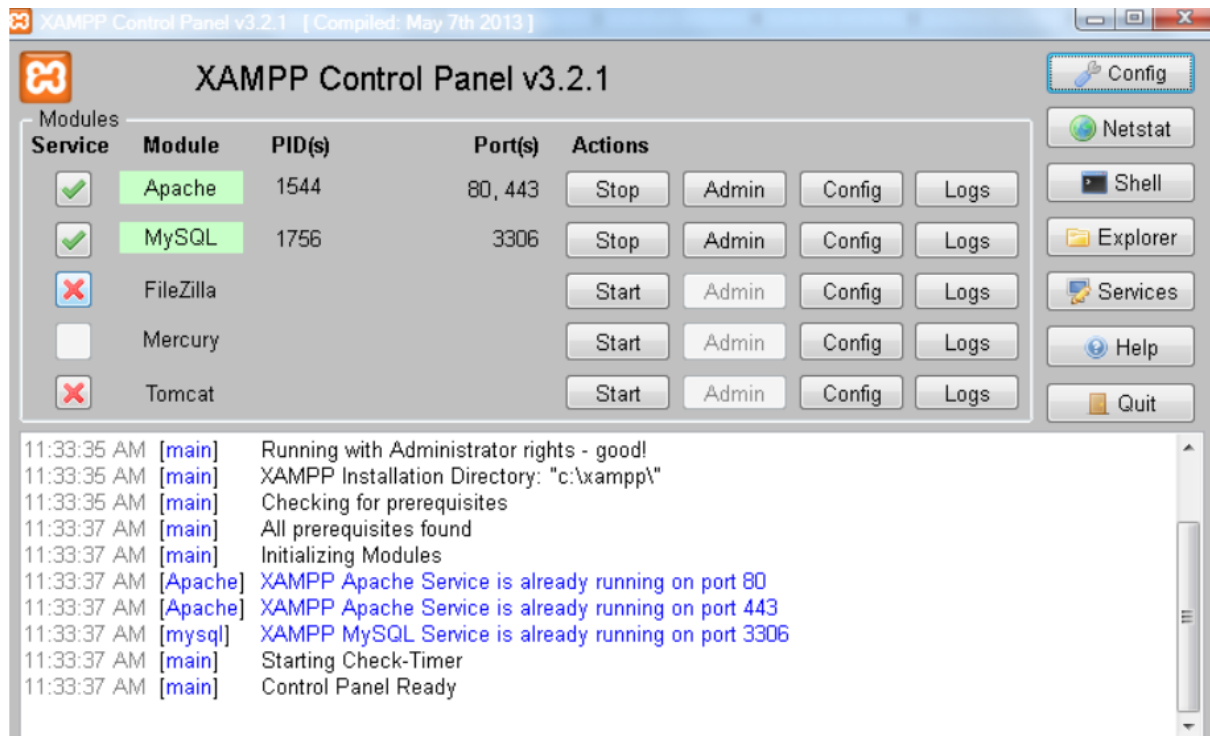 XAMPP Control Panel v3.2.1 [ Compiled: May 7th 2013 ]
XAMPP Control Panel v3.2.1
Config
Modules
Service Module PID(s) Port(s) Actions
Netstat
Apache 1544 80, 443 Stop Admin Config Logs
Shell
MySQL 1756 3306 Stop Admin Config Logs
Explorer
FileZilla Start Admin Config Logs
Services
Mercury Start Admin Config Logs
Help
Tomcat Start Admin Config Logs
Quit
11:33:35 AM [main] Running with Administrator rights - good!
11:33:35 AM [main] XAMPP Installation Directory: "c:\xampp\"
11:33:35 AM [main] Checking for prerequisites
11:33:37 AM [main] All prerequisites found
11:33:37 AM [main] Initializing Modules
11:33:37 AM [Apache] XAMPP Apache Service is already running on port 80
11:33:37 AM [Apache] XAMPP Apache Service is already running on port 443
11:33:37 AM [mysql] XAMPP MySQL Service is already running on port 3306
11:33:37 AM [main] Starting Check-Timer
11:33:37 AM [main] Control Panel Ready